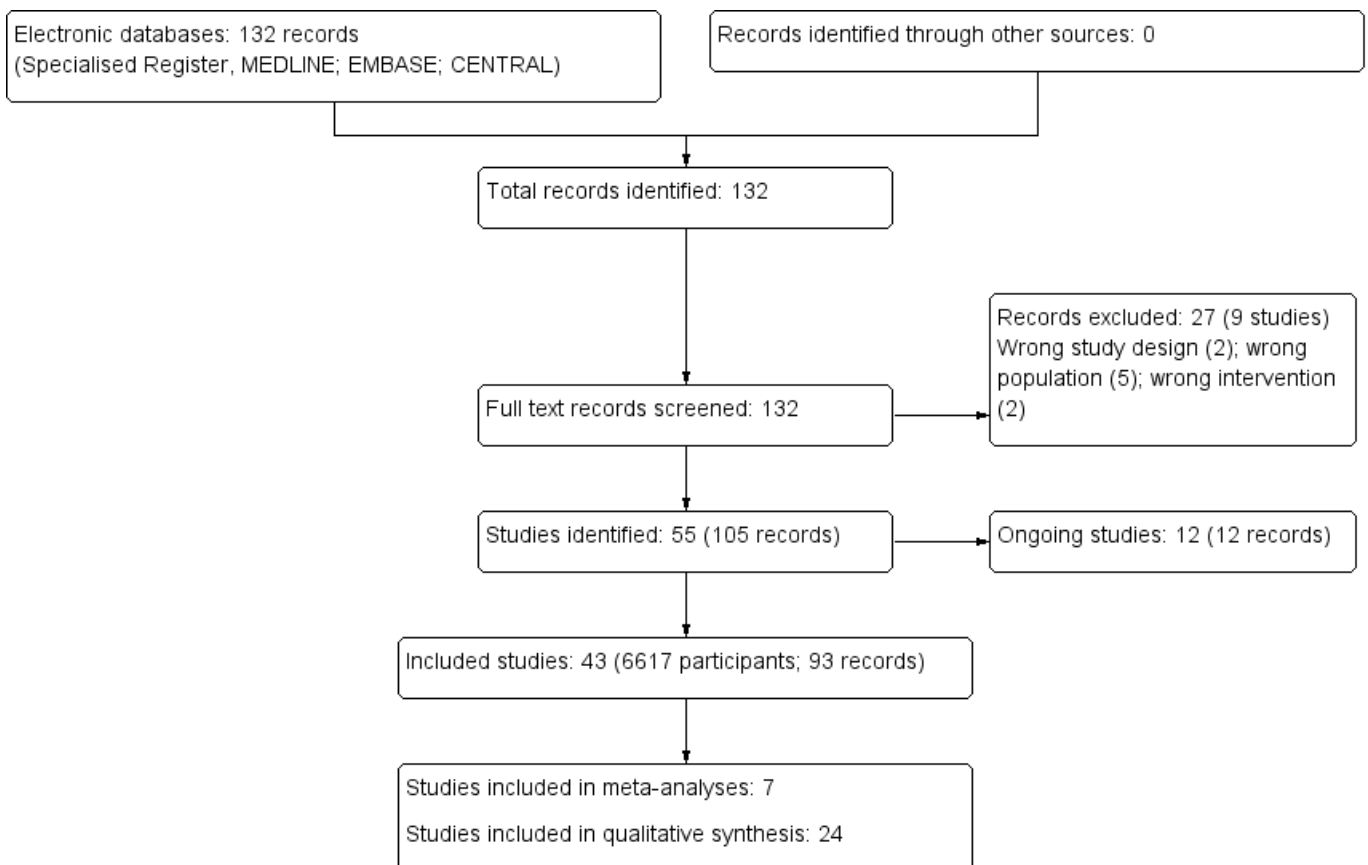 Electronic databases: 132 records
(Specialised Register, MEDLINE; EMBASE; CENTRAL)
Records identified through other sources: 0
Total records identified: 132
Records excluded: 27 (9 studies)
Wrong study design (2); wrong
population (5); wrong intervention
(2)
Full text records screened: 132
Studies identified: 55 (105 records)
Ongoing studies: 12 (12 records)
Included studies: 43 (6617 participants; 93 records)
Studies included in meta-analyses: 7
Studies included in qualitative synthesis: 24